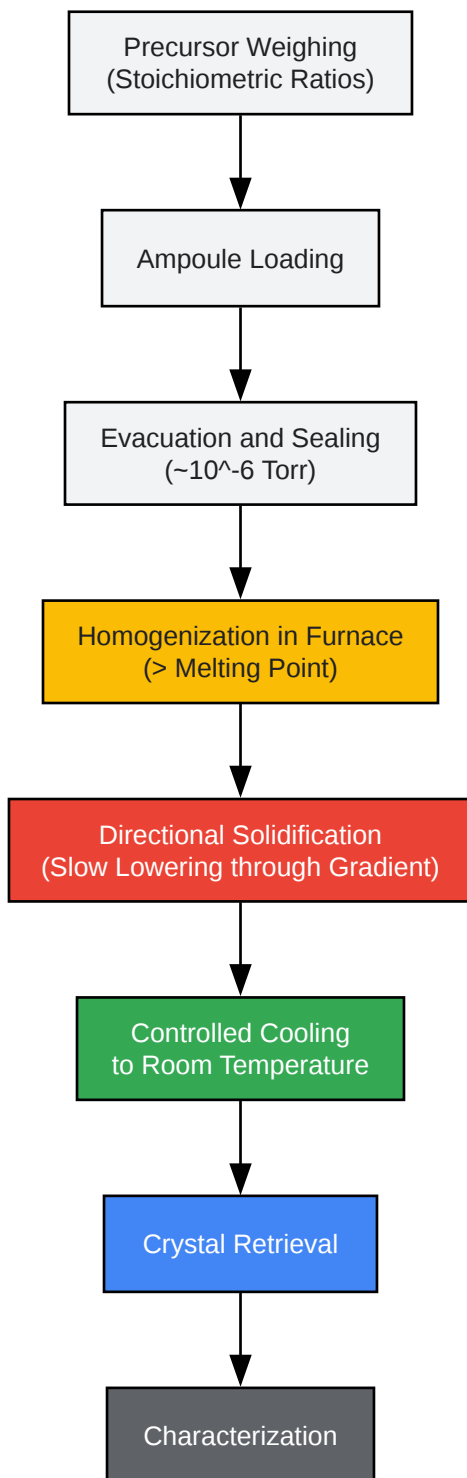 Precursor Weighing
(Stoichiometric Ratios)
Ampoule Loading
Evacuation and Sealing
(~10^-6 Torr)
Homogenization in Furnace
(> Melting Point)
Directional Solidification
(Slow Lowering through Gradient)
Controlled Cooling
to Room Temperature
Crystal Retrieval
Characterization